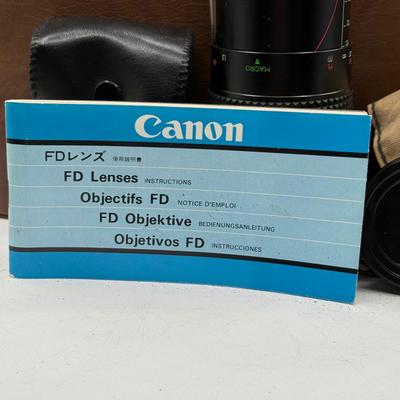 MACRO
ft
m
Canon
FDレンズ 使用説明書
FD Lenses INSTRUCTIONS
Objectifs FD NOTICE D'EMPLOI
FD Objektive BEDIENUNGSANLEITUNG
Objetivos FD INSTRUCCIONES